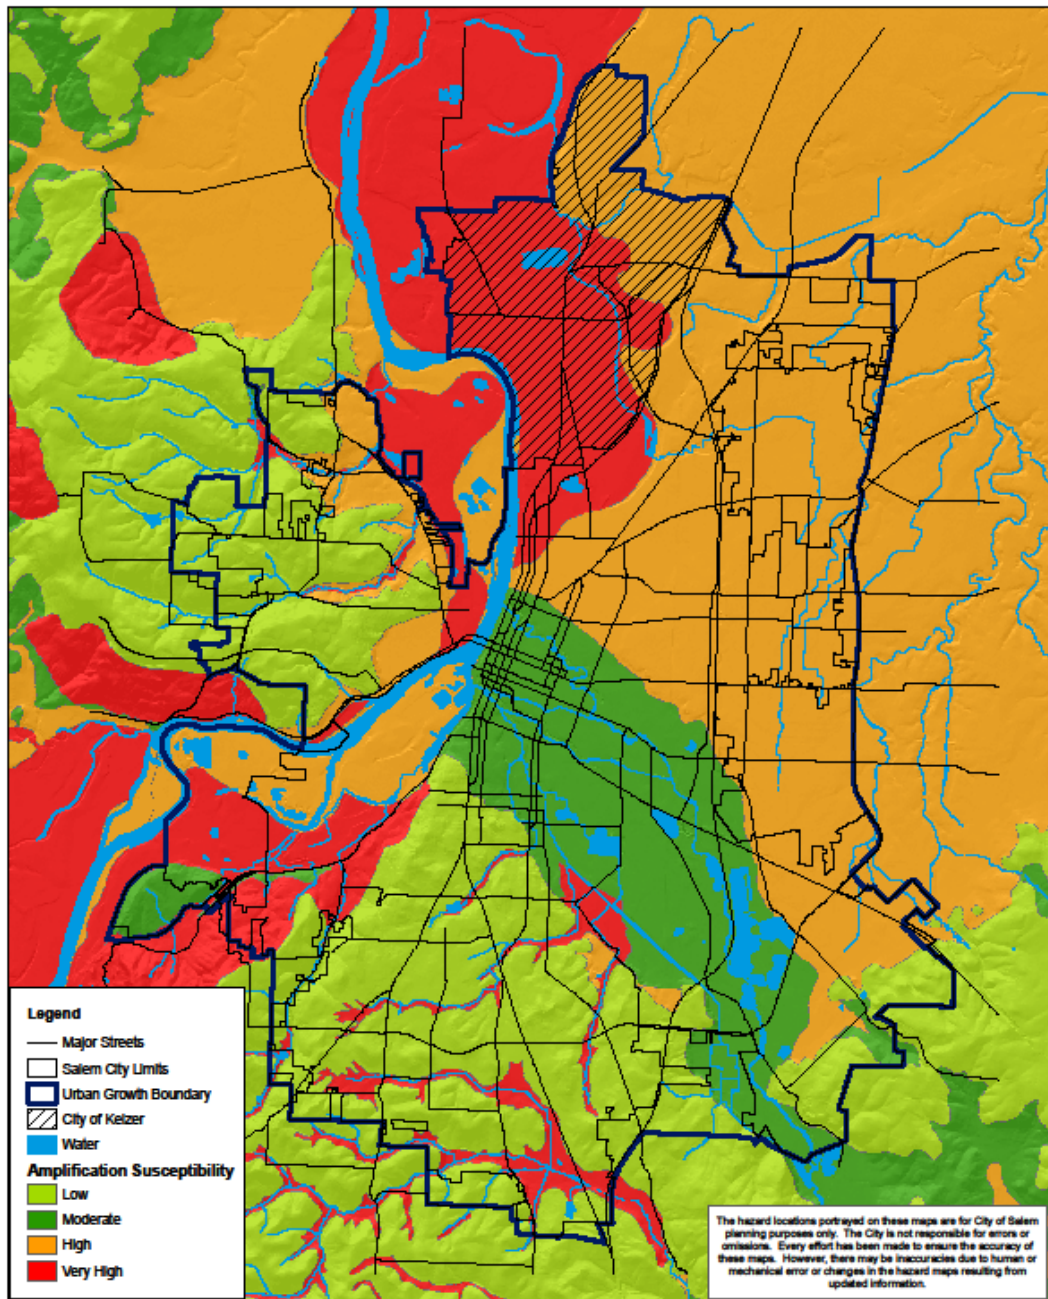 Legend
Major Streets
Salem City Limits
Urban Growth Boundary
City of Keizer
Water
Amplification Susceptibility
Low
Moderate
High
Very High
The hazard locations portrayed on these maps are for City of Salem
planning purposes only. The City is not responsible for errors or
omissions. Every effort has been made to ensure the accuracy of
these maps. However, there may be inaccuracies due to human or
mechanical error or changes in the hazard maps resulting from
updated information.